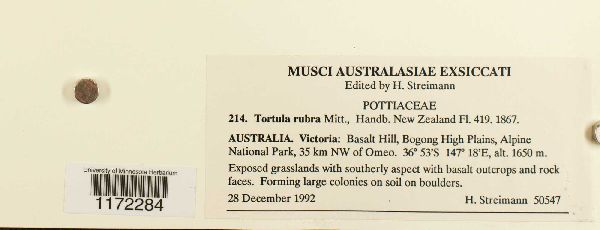 MUSCI AUSTRALASIAE EXSICCATI
Edited by H. Streimann
POTTIACEAE
214. Tortula rubra Mitt., Handb. New Zealand Fl. 419. 1867.
AUSTRALIA. Victoria: Basalt Hill, Bogong High Plains, Alpine
National Park, 35 km NW of Omeo. 36° 53'S 147° 18'E, alt. 1650 m.
Exposed grasslands with southerly aspect with basalt outcrops and rock
faces. Forming large colonies on soil on boulders.
28 December 1992 H. Streimann 50547
University of Minnesota Herbarium
1172284